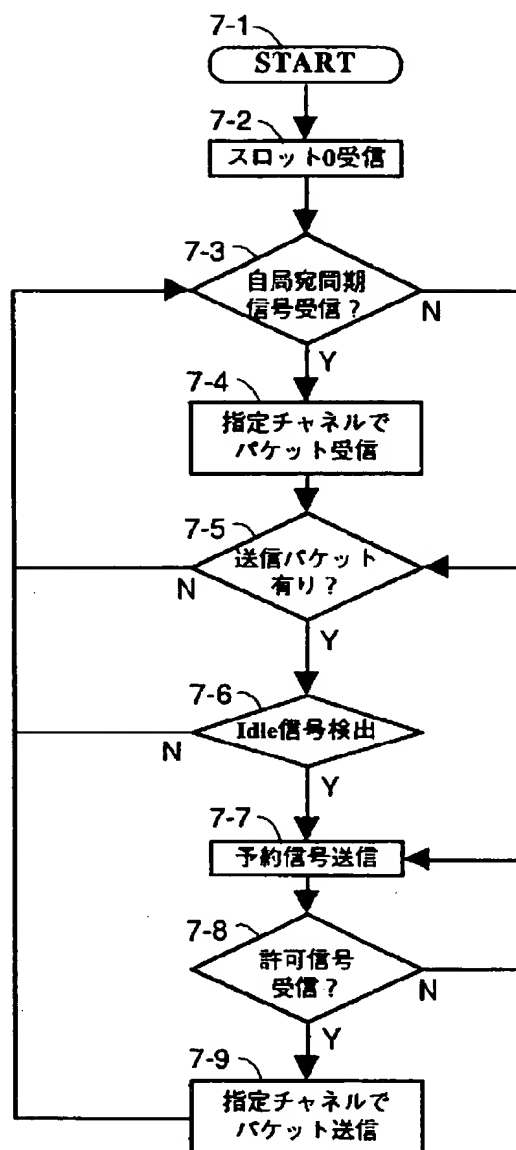 7-1
START
7-2
スロット0受信
7-3
自局宛同期
信号受信？
N
Y
7-4
指定チャネルで
パケット受信
7-5
送信パケット
有り？
N
Y
7-6
Idle信号検出
N
Y
7-7
予約信号送信
7-8
許可信号
受信？
N
Y
7-9
指定チャネルで
パケット送信